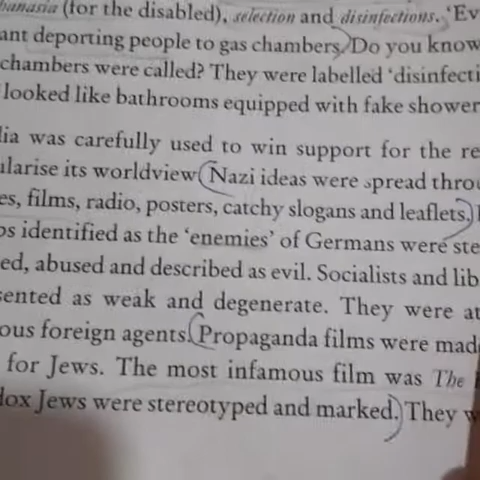 (for the disabled), selection and disinfections. 'Ev
ant deporting people to gas chambers. Do you know
chambers were called? They were labelled 'disinfecti
looked like bathrooms equipped with fake shower
dia was carefully used to win support for the re
ularise its worldview. Nazi ideas were spread throu
es, films, radio, posters, catchy slogans and leaflets.
ps identified as the 'enemies' of Germans were ste
ed, abused and described as evil. Socialists and lib
sented as weak and degenerate. They were at
ous foreign agents. Propaganda films were made
for Jews. The most infamous film was The
dox Jews were stereotyped and marked. They w